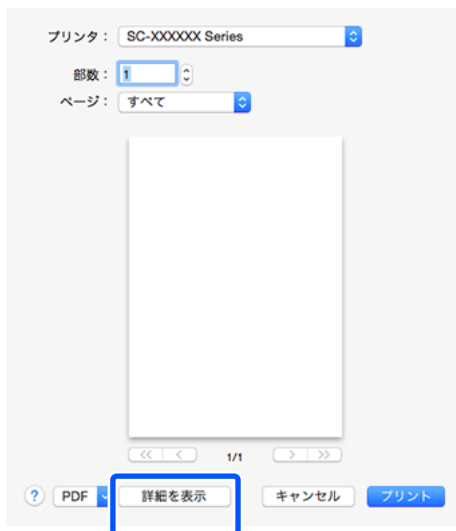 プリンタ： SC-XXXXXX Series
部数： 1
ページ： すべて
<< < 1/1 > >>
? PDF 詳細を表示 キャンセル プリント